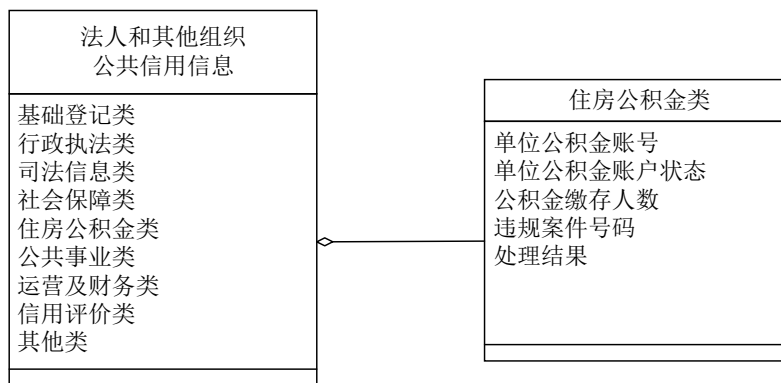 法人和其他组织
公共信用信息
基础登记类
行政执法类
司法信息类
社会保障类
住房公积金类
公共事业类
运营及财务类
信用评价类
其他类
住房公积金类
单位公积金账号
单位公积金账户状态
公积金缴存人数
违规案件号码
处理结果